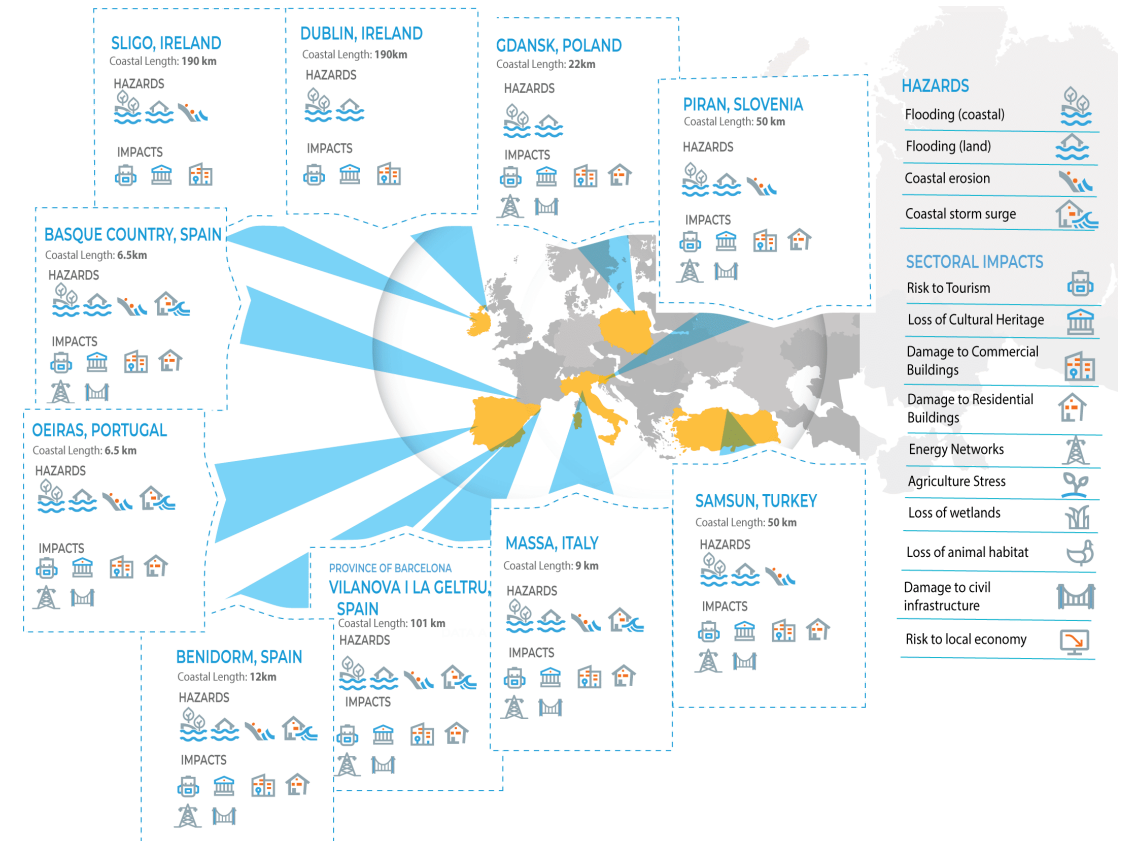 SLIGO, IRELAND
Coastal Length: 190 km
HAZARDS
IMPACTS
DUBLIN, IRELAND
Coastal Length: 190km
HAZARDS
IMPACTS
GDANSK, POLAND
Coastal Length: 22km
HAZARDS
IMPACTS
PIRAN, SLOVENIA
Coastal Length: 50 km
HAZARDS
IMPACTS
BASQUE COUNTRY, SPAIN
Coastal Length: 6.5km
HAZARDS
IMPACTS
OEIRAS, PORTUGAL
Coastal Length: 6.5 km
HAZARDS
IMPACTS
BENIDORM, SPAIN
Coastal Length: 12km
HAZARDS
IMPACTS
PROVINCE OF BARCELONA
VILANOVA I LA GELTRU,
SPAIN
Coastal Length: 101 km
HAZARDS
IMPACTS
MASSA, ITALY
Coastal Length: 9 km
HAZARDS
IMPACTS
SAMSUN, TURKEY
Coastal Length: 50 km
HAZARDS
IMPACTS
HAZARDS
Flooding (coastal)
Flooding (land)
Coastal erosion
Coastal storm surge
SECTORAL IMPACTS
Risk to Tourism
Loss of Cultural Heritage
Damage to Commercial
Buildings
Damage to Residential
Buildings
Energy Networks
Agriculture Stress
Loss of wetlands
Loss of animal habitat
Damage to civil
infrastructure
Risk to local economy